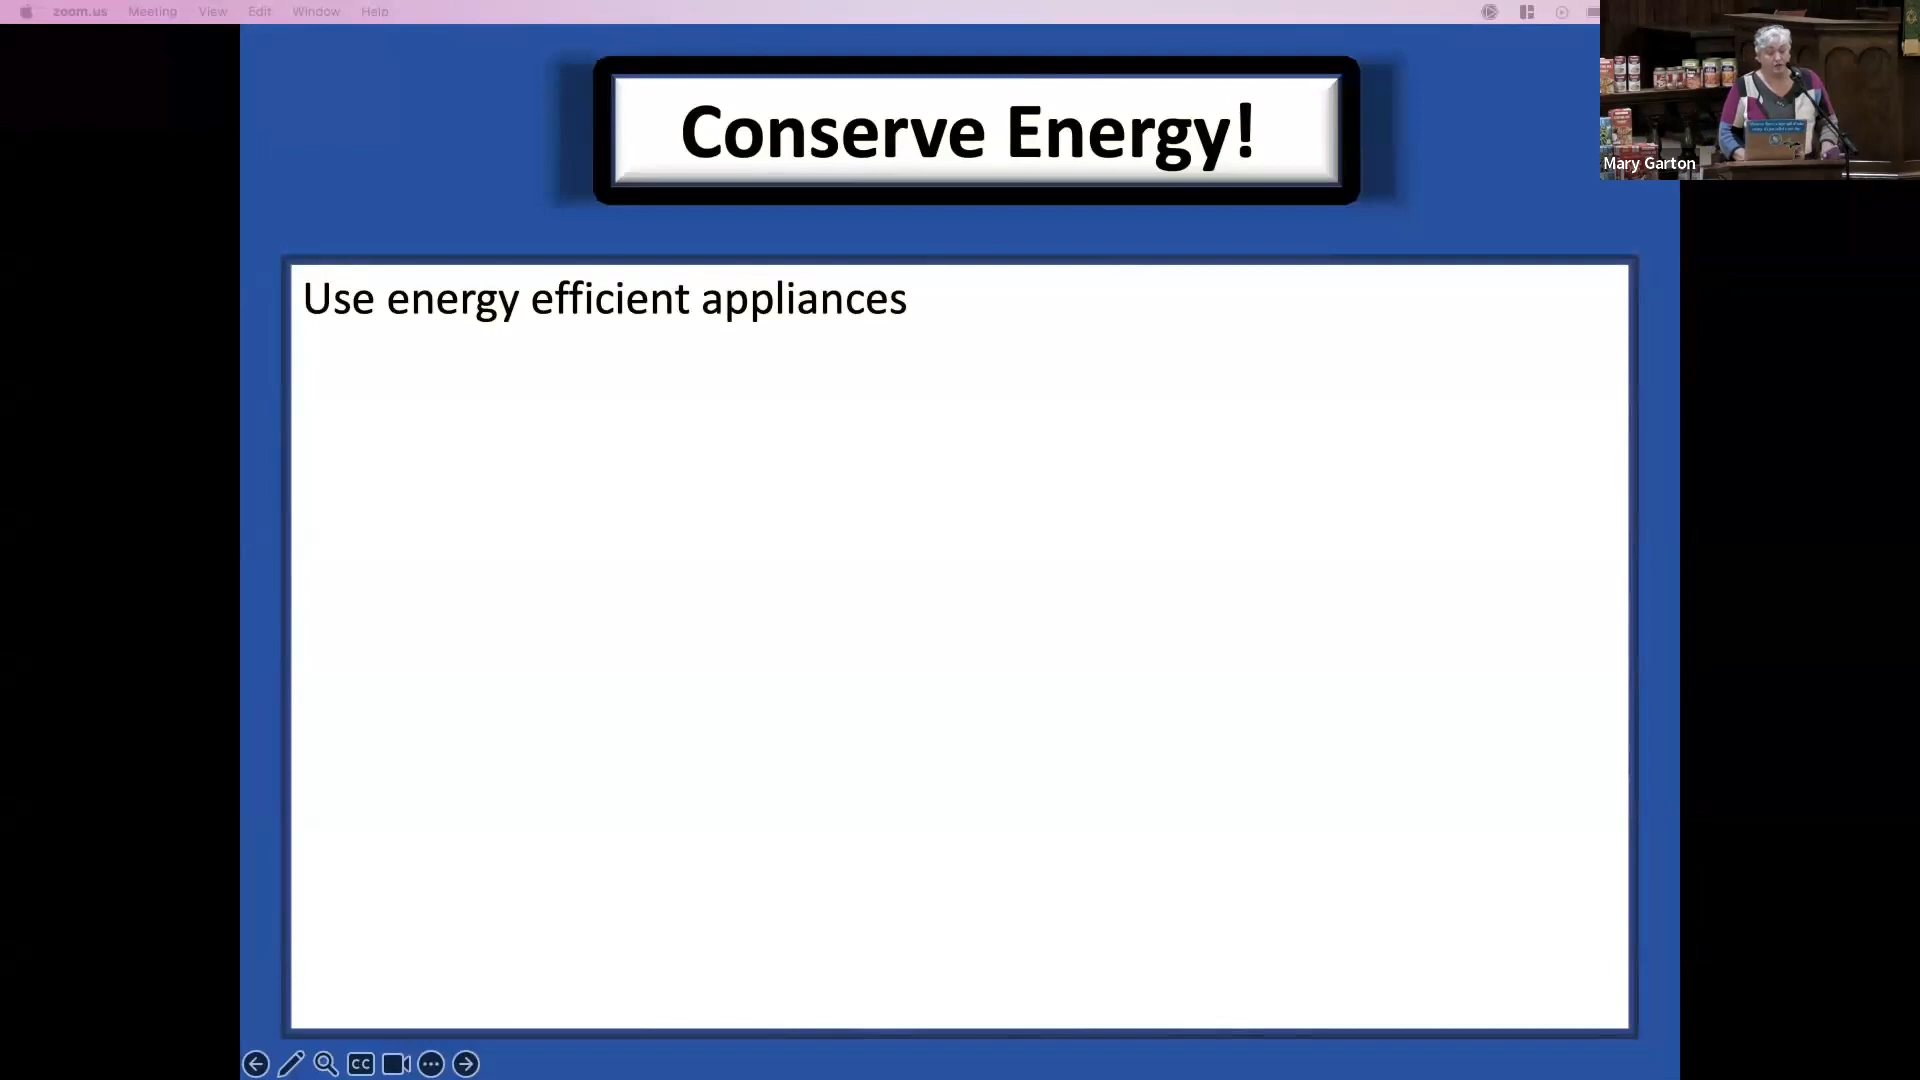 zoom.us Meeting View Edit Window Help
Conserve Energy!
Mary Garton
Use energy efficient appliances
CC